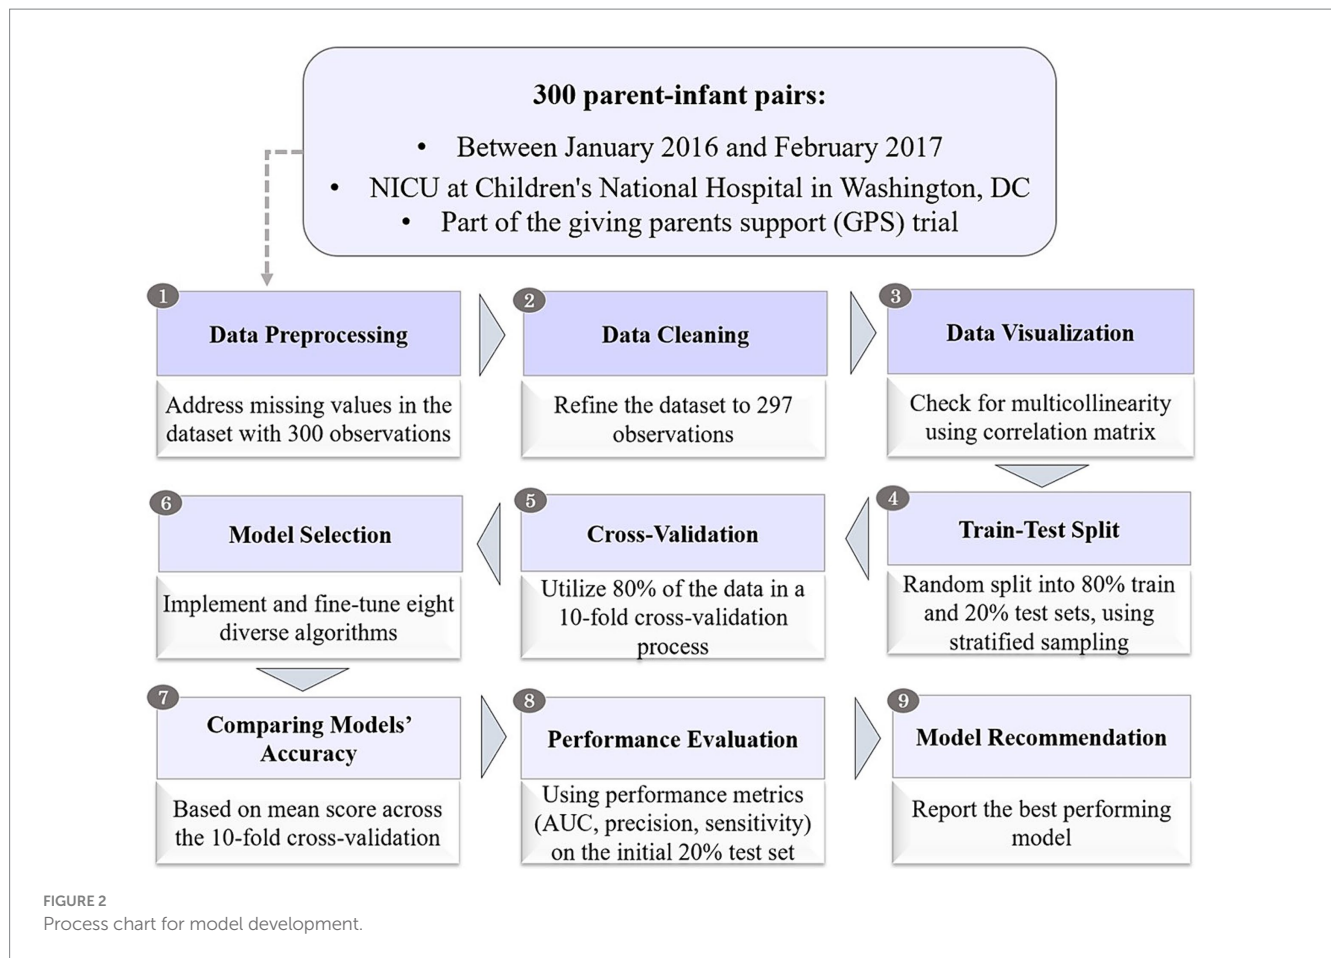 300 parent-infant pairs:
• Between January 2016 and February 2017
• NICU at Children's National Hospital in Washington, DC
• Part of the giving parents support (GPS) trial
1
Data Preprocessing
Address missing values in the
dataset with 300 observations
2
Data Cleaning
Refine the dataset to 297
observations
3
Data Visualization
Check for multicollinearity
using correlation matrix
4
Train-Test Split
Random split into 80% train
and 20% test sets, using
stratified sampling
5
Cross-Validation
Utilize 80% of the data in a
10-fold cross-validation
process
6
Model Selection
Implement and fine-tune eight
diverse algorithms
7
Comparing Models’
Accuracy
Based on mean score across
the 10-fold cross-validation
8
Performance Evaluation
Using performance metrics
(AUC, precision, sensitivity)
on the initial 20% test set
9
Model Recommendation
Report the best performing
model
FIGURE 2
Process chart for model development.